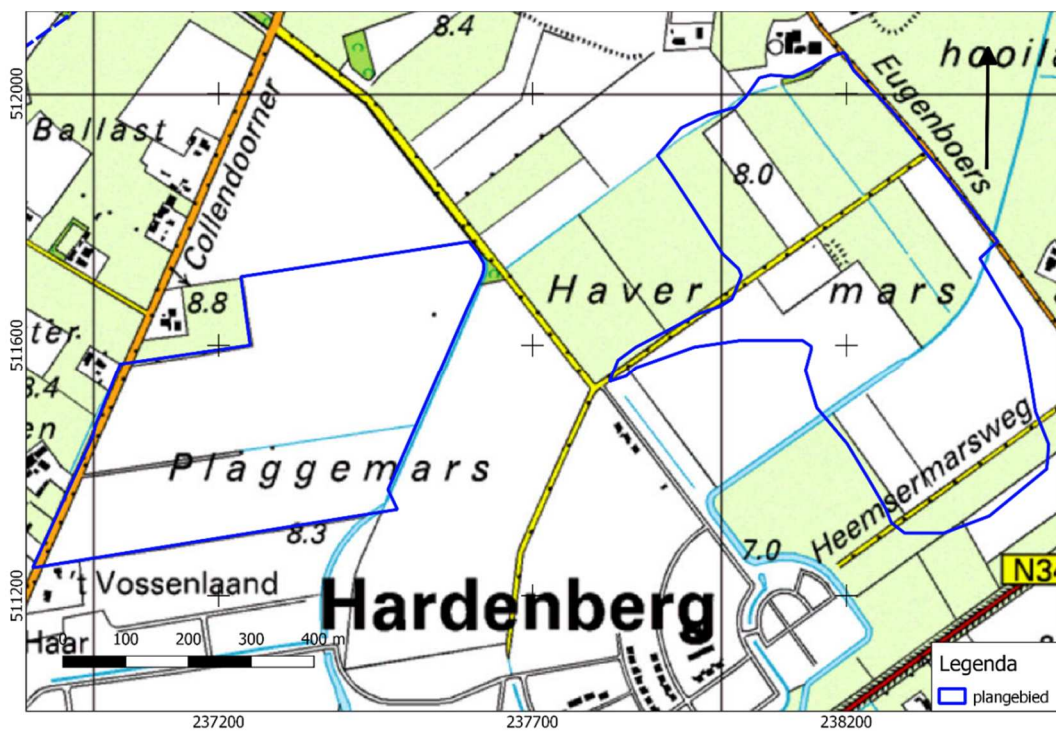 8.4
hooila
512000
Ballast
Collendoorner
Eugenboers
8.0
8.8
Haver mars
511600
ter
8.4
en
Plaggemars
Heemsermarsweg
8.3
7.0
't Vossenlaand
N34
511200
Hardenberg
Haar
0 100 200 300 400 m
Legenda
plangebied
237200 237700 238200